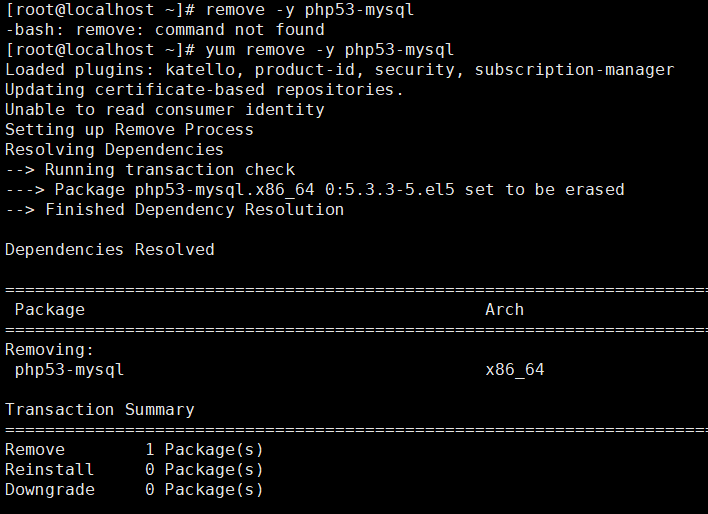 [root@localhost ~]# remove -y php53-mysql
-bash: remove: command not found
[root@localhost ~]# yum remove -y php53-mysql
Loaded plugins: katello, product-id, security, subscription-manager
Updating certificate-based repositories.
Unable to read consumer identity
Setting up Remove Process
Resolving Dependencies
--> Running transaction check
---> Package php53-mysql.x86_64 0:5.3.3-5.el5 set to be erased
--> Finished Dependency Resolution
Dependencies Resolved
=======================================================================
Package Arch
=======================================================================
Removing:
php53-mysql x86_64
Transaction Summary
=======================================================================
Remove 1 Package(s)
Reinstall 0 Package(s)
Downgrade 0 Package(s)